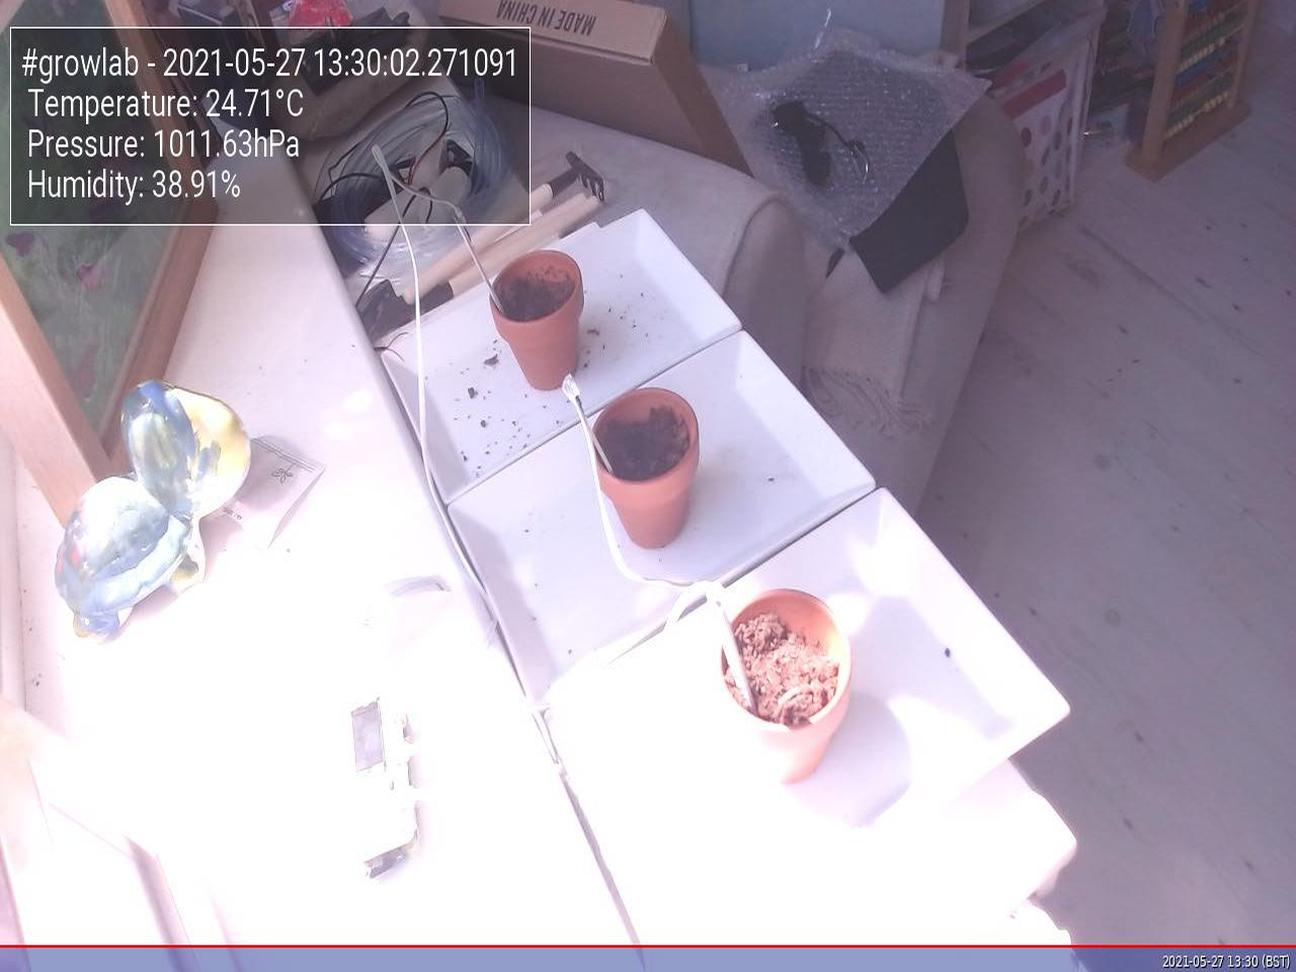 MADE IN CHINA
#growlab - 2021-05-27 13:30:02.271091
Temperature: 24.71°C
Pressure: 1011.63hPa
Humidity: 38.91%
2021-05-27 13:30 (BST)